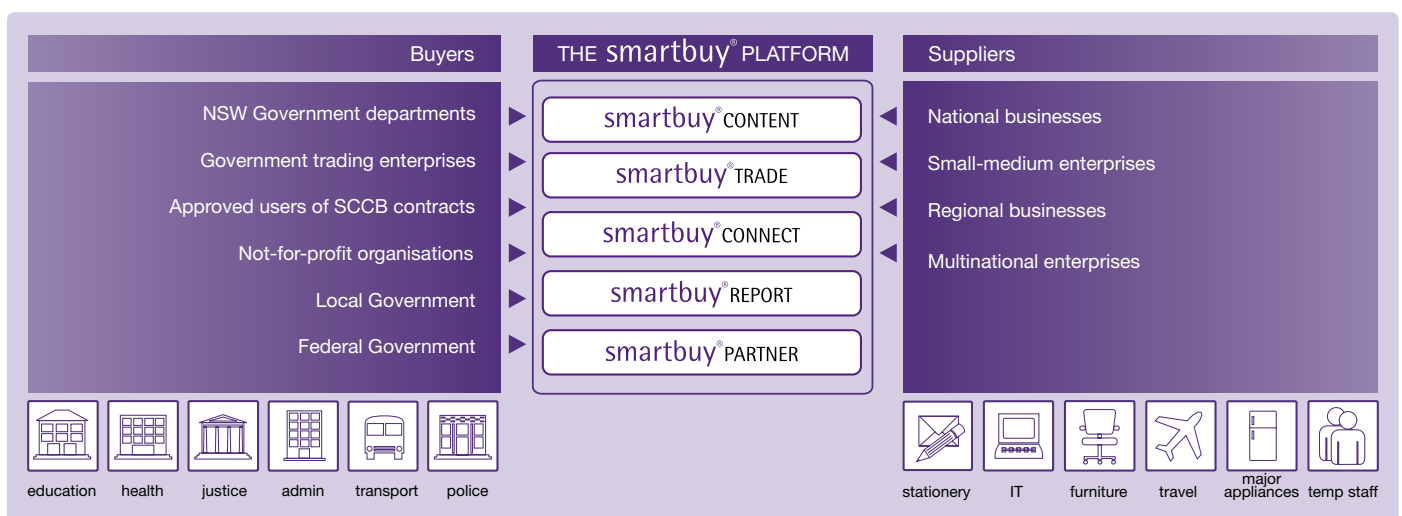 Buyers
NSW Government departments
Government trading enterprises
Approved users of SCCB contracts
Not-for-profit organisations
Local Government
Federal Government
education health justice admin transport police
THE smartbuy® PLATFORM
smartbuy® CONTENT
smartbuy® TRADE
smartbuy® CONNECT
smartbuy® REPORT
smartbuy® PARTNER
Suppliers
National businesses
Small-medium enterprises
Regional businesses
Multinational enterprises
stationery IT furniture travel major appliances temp staff